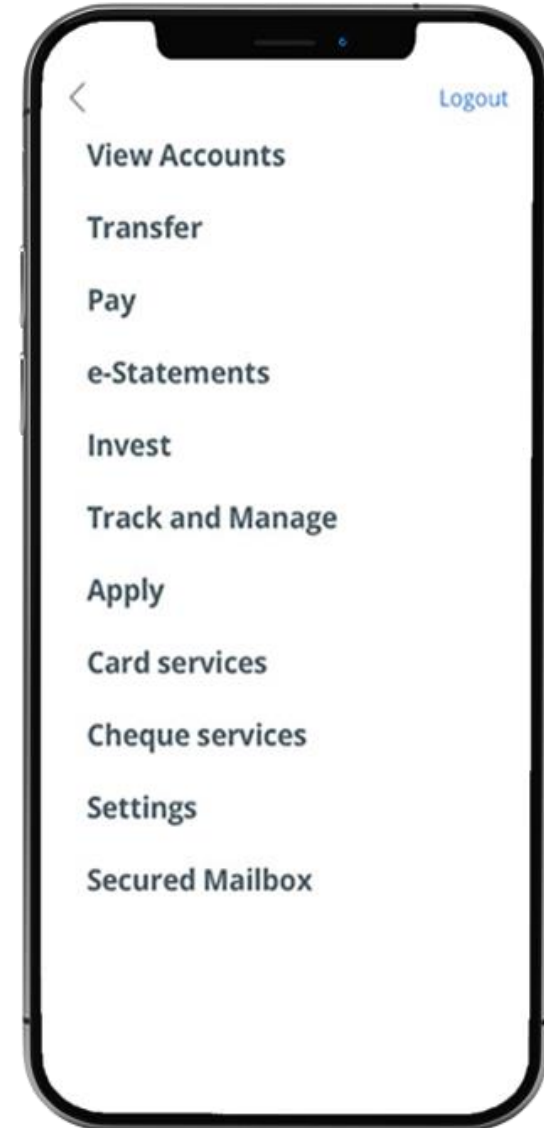 Logout
View Accounts
Transfer
Pay
e-Statements
Invest
Track and Manage
Apply
Card services
Cheque services
Settings
Secured Mailbox